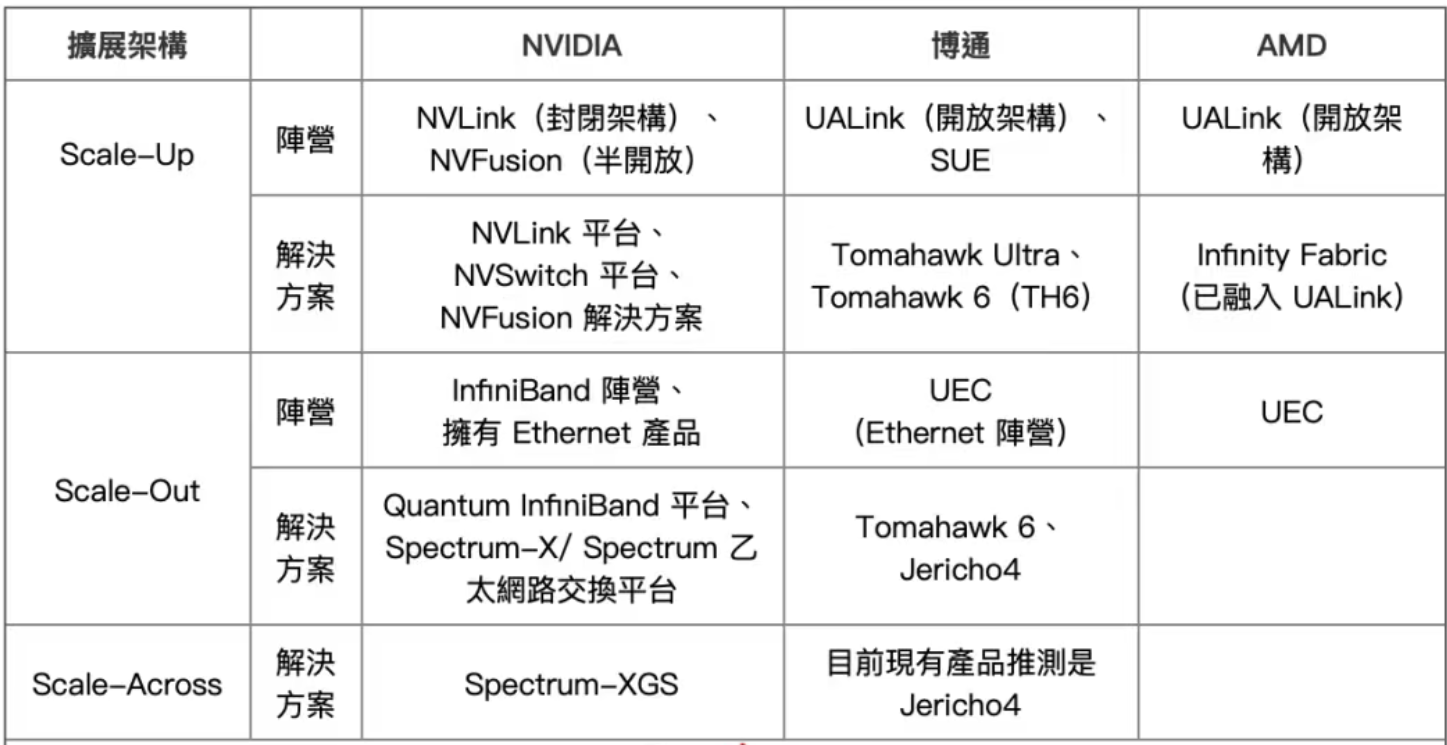 擴展架構
NVIDIA
博通
AMD
Scale-Up
陣營
NVLink（封閉架構）、
NVFusion（半開放）
UALink（開放架構）、
SUE
UALink（開放架
構）
解決
方案
NVLink 平台、
NVSwitch 平台、
NVFusion 解決方案
Tomahawk Ultra、
Tomahawk 6（TH6）
Infinity Fabric
（已融入 UALink）
Scale-Out
陣營
InfiniBand 陣營、
擁有 Ethernet 產品
UEC
（Ethernet 陣營）
UEC
解決
方案
Quantum InfiniBand 平台、
Spectrum-X/ Spectrum 乙
太網路交換平台
Tomahawk 6、
Jericho4
Scale-Across
解決
方案
Spectrum-XGS
目前現有產品推測是
Jericho4